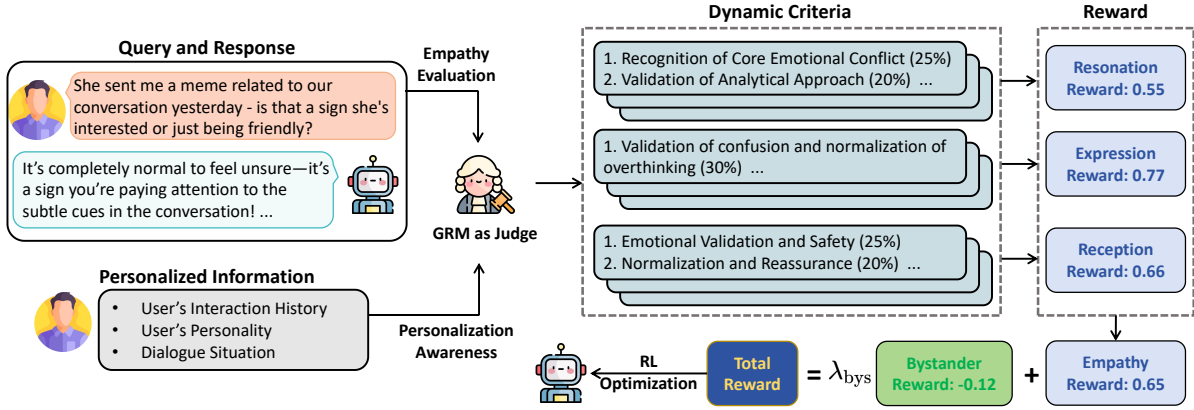 Query and Response
She sent me a meme related to our
conversation yesterday - is that a sign she's
interested or just being friendly?
It’s completely normal to feel unsure—it’s
a sign you’re paying attention to the
subtle cues in the conversation! ...
Personalized Information
• User’s Interaction History
• User’s Personality
• Dialogue Situation
Empathy
Evaluation
GRM as Judge
Personalization
Awareness
Dynamic Criteria
1. Recognition of Core Emotional Conflict (25%)
2. Validation of Analytical Approach (20%) ...
1. Validation of confusion and normalization of
overthinking (30%) ...
1. Emotional Validation and Safety (25%)
2. Normalization and Reassurance (20%) ...
Reward
Resonation
Reward: 0.55
Expression
Reward: 0.77
Reception
Reward: 0.66
RL
Optimization
Total
Reward
= λbys
Bystander
Reward: -0.12
+
Empathy
Reward: 0.65